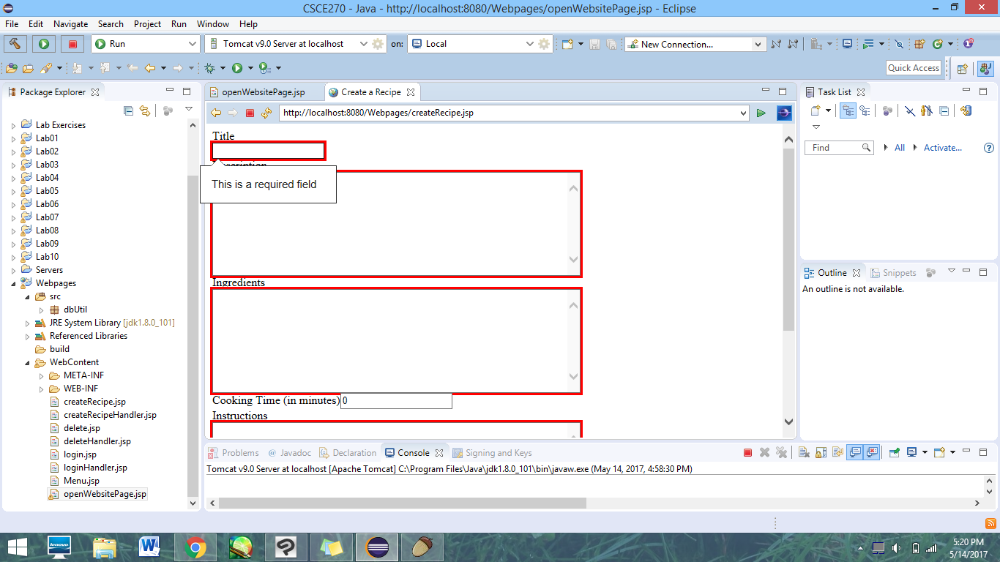 CSCE270 - Java - http://localhost:8080/Webpages/openWebsitePage.jsp - Eclipse
File Edit Navigate Search Project Run Window Help
Run
Tomcat v9.0 Server at localhost
on:
Local
New Connection...
Quick Access
Package Explorer
Lab Exercises
Lab01
Lab02
Lab03
Lab04
Lab05
Lab06
Lab07
Lab08
Lab09
Lab10
Servers
Webpages
src
dbUtil
JRE System Library [jdk1.8.0_101]
Referenced Libraries
build
WebContent
META-INF
WEB-INF
createRecipe.jsp
createRecipeHandler.jsp
delete.jsp
deleteHandler.jsp
login.jsp
loginHandler.jsp
Menu.jsp
openWebsitePage.jsp
openWebsitePage.jsp
Create a Recipe
http://localhost:8080/Webpages/createRecipe.jsp
Title
This is a required field
Ingredients
Cooking Time (in minutes) 0
Instructions
Task List
Find
All
Activate...
Outline
Snippets
An outline is not available.
Problems
@ Javadoc
Declaration
Console
Signing and Keys
Tomcat v9.0 Server at localhost [Apache Tomcat] C:\Program Files\Java\jdk1.8.0_101\bin\javaw.exe (May 14, 2017, 4:58:30 PM)
lenovo
5:20 PM
5/14/2017